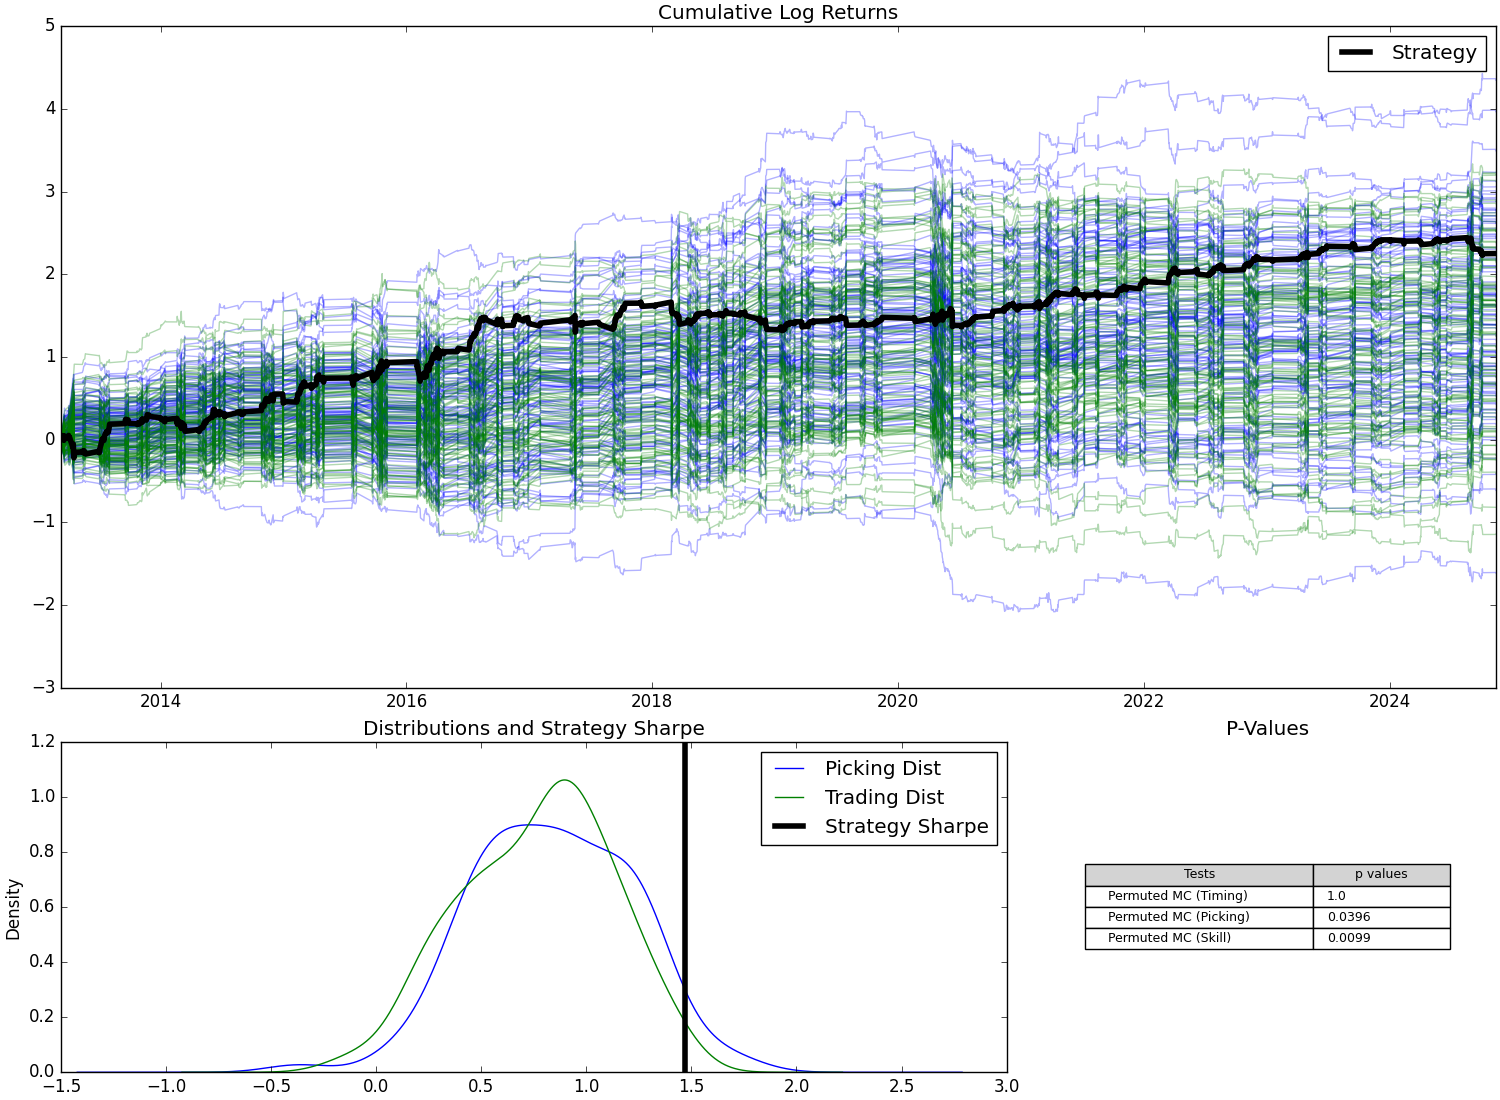 Cumulative Log Returns
5
4
3
2
1
0
−1
−2
−3
Strategy
2014 2016 2018 2020 2022 2024
Distributions and Strategy Sharpe
Density
1.2
1.0
0.8
0.6
0.4
0.2
0.0
Picking Dist
Trading Dist
Strategy Sharpe
−1.5 −1.0 −0.5 0.0 0.5 1.0 1.5 2.0 2.5 3.0
P-Values
Tests p values
Permuted MC (Timing) 1.0
Permuted MC (Picking) 0.0396
Permuted MC (Skill) 0.0099